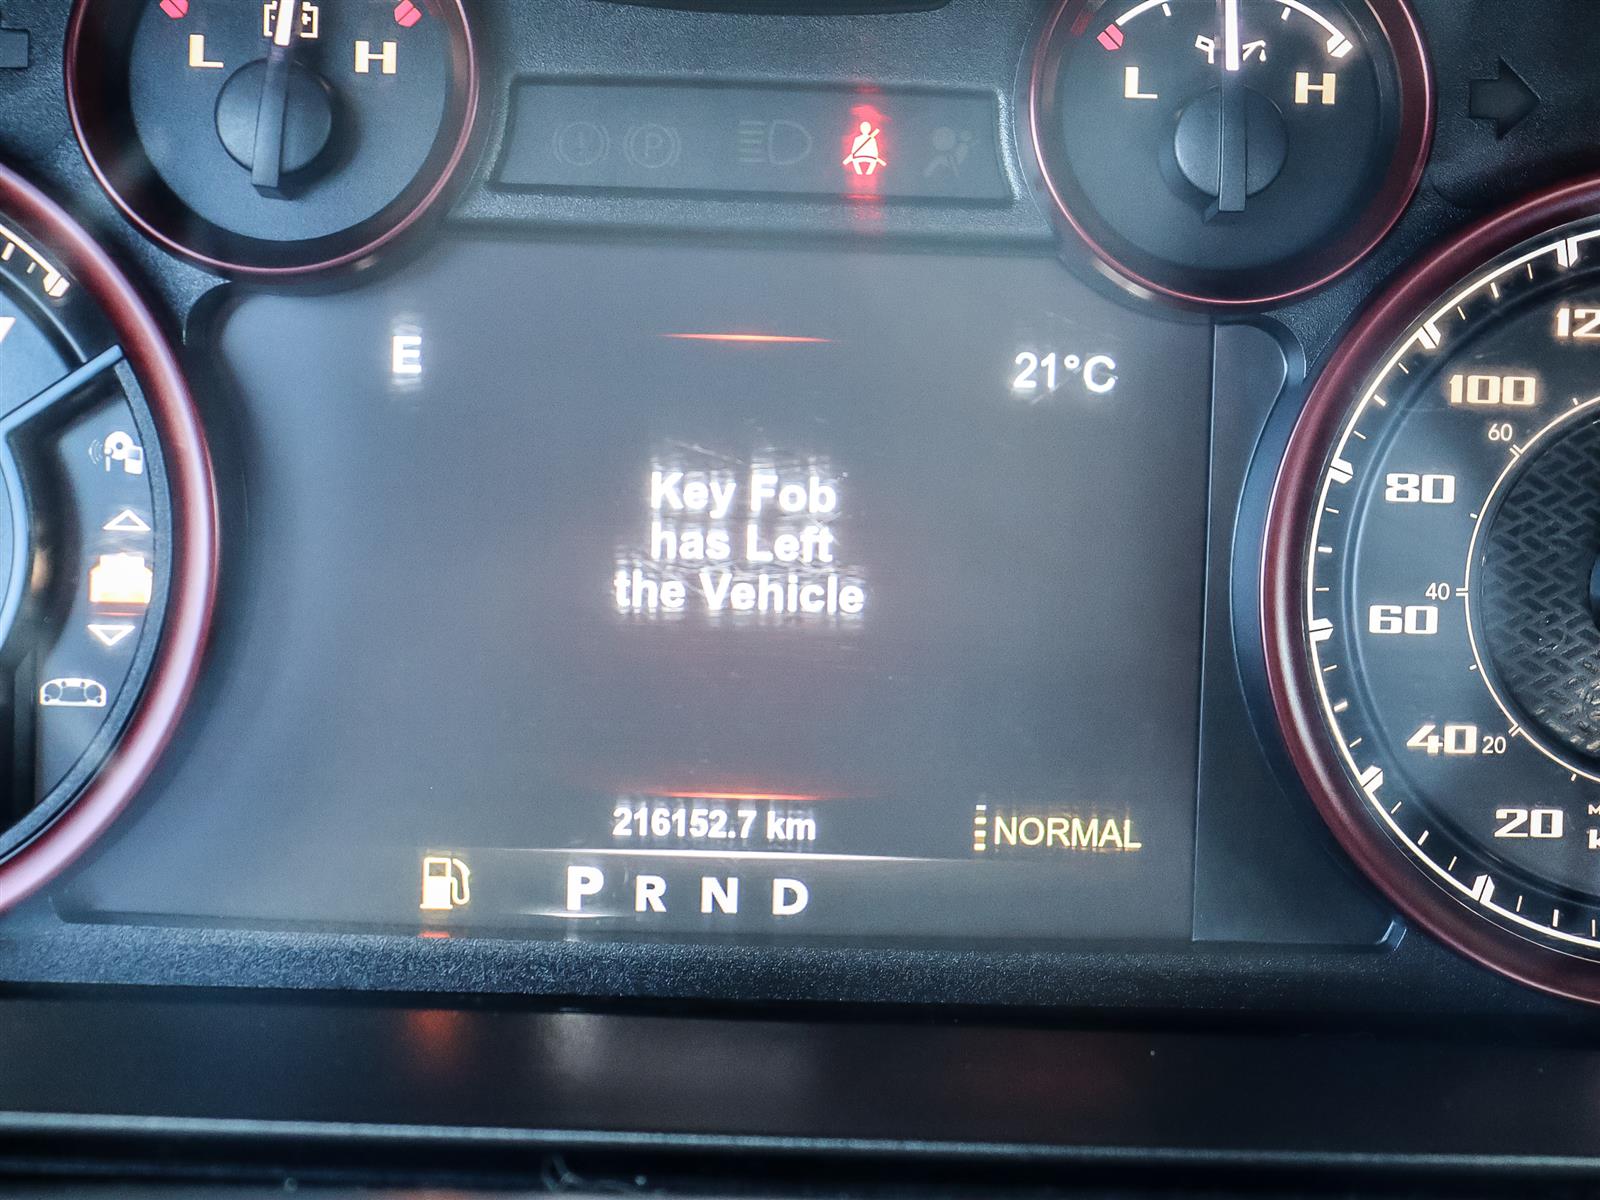 L H
L H
E 21°C
Key Fob
has Left
the Vehicle
216152.7 km
NORMAL
P R N D
100
80
60
40
20
60
40
20